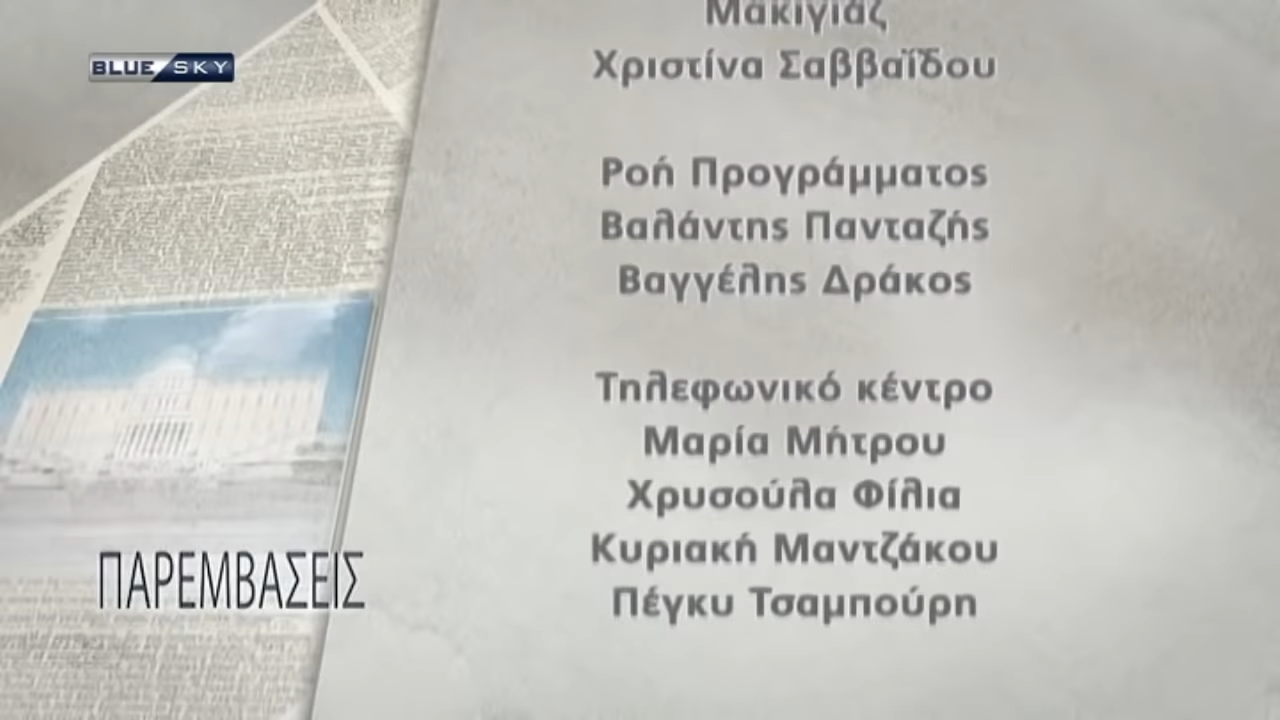 BLUE SKY
Μακιγιάζ
Χριστίνα Σαββαΐδου
Ροή Προγράμματος
Βαλάντης Πανταζής
Βαγγέλης Δράκος
Τηλεφωνικό κέντρο
Μαρία Μήτρου
Χρυσούλα Φίλια
Κυριακή Μαντζάκου
Πέγκυ Τσαμπούρη
ΠΑΡΕΜΒΑΣΕΙΣ